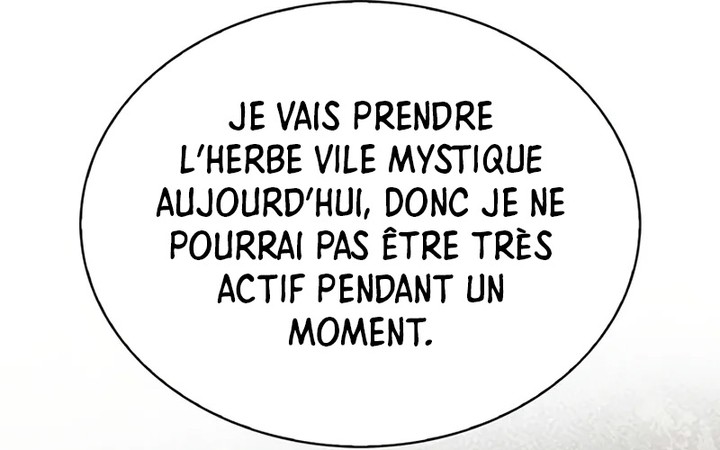 JE VAIS PRENDRE
L'HERBE VILE MYSTIQUE
AUJOURD'HUI, DONC JE NE
POURRAI PAS ÊTRE TRÈS
ACTIF PENDANT UN
MOMENT.